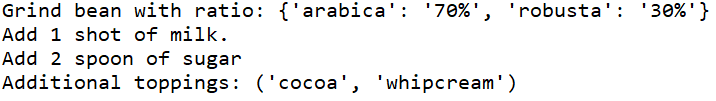 Grind bean with ratio: {'arabica': '70%', 'robusta': '30%'}
Add 1 shot of milk.
Add 2 spoon of sugar
Additional toppings: ('cocoa', 'whipcream')